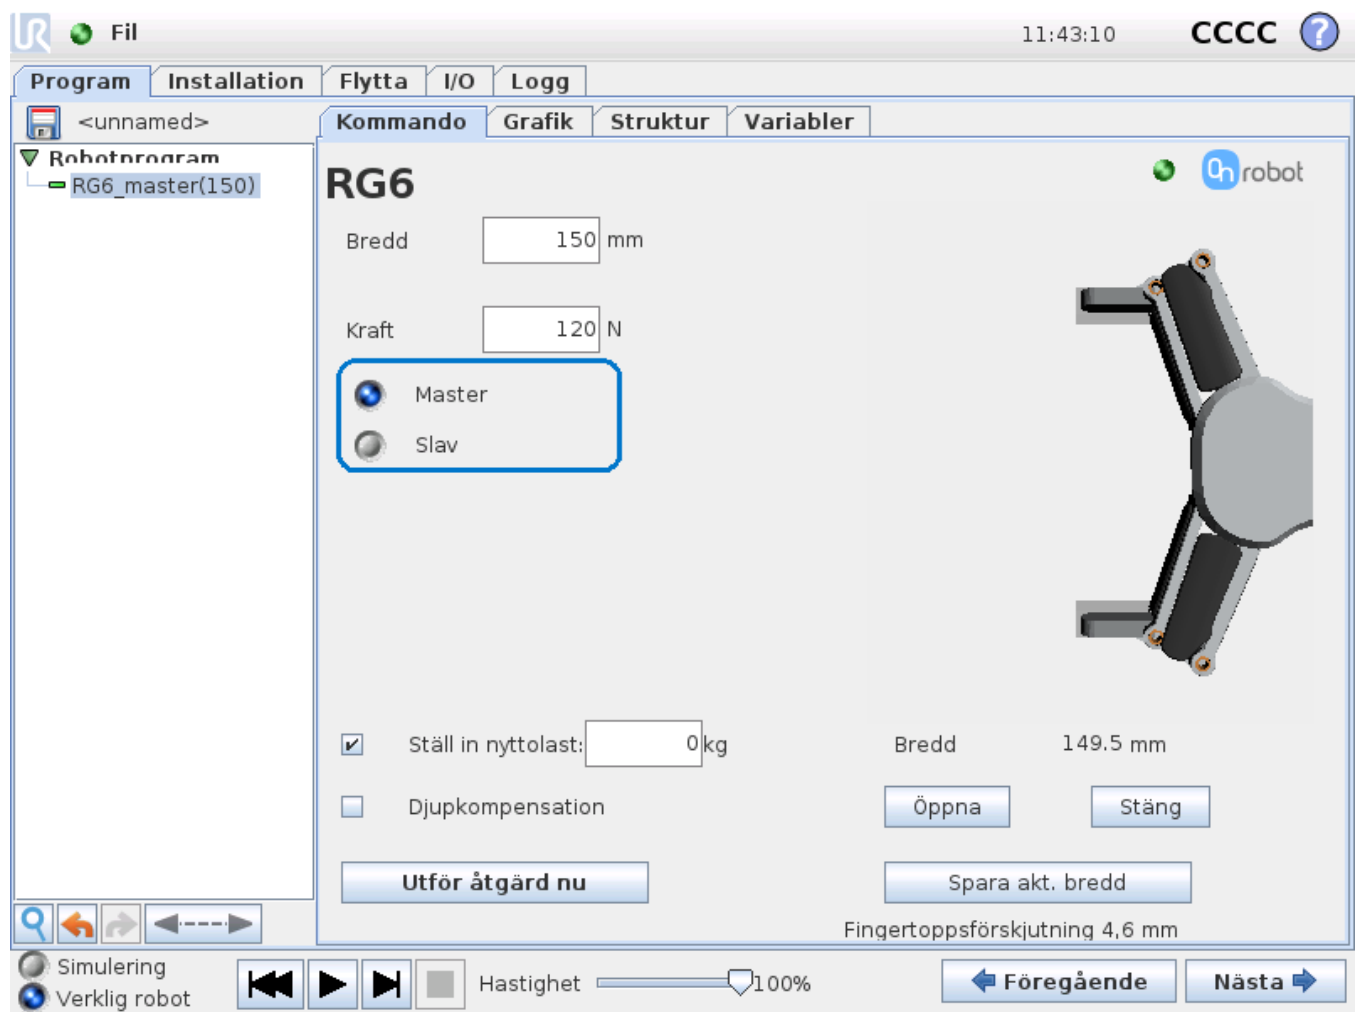 Fil 11:43:10 CCCC ?
Program Installation Flytta I/O Logg
<unnamed> Kommando Grafik Struktur Variabler
Robotprogram
RG6_master(150)
RG6
On robot
Bredd 150 mm
Kraft 120 N
Master
Slav
Ställ in nyttolast: 0 kg Bredd 149.5 mm
Djupkompensation Öppna Stäng
Utför åtgärd nu Spara akt. bredd
Fingertoppsförskjutning 4,6 mm
Simulering
Verklig robot
Hastighet 100% Föregående Nästa